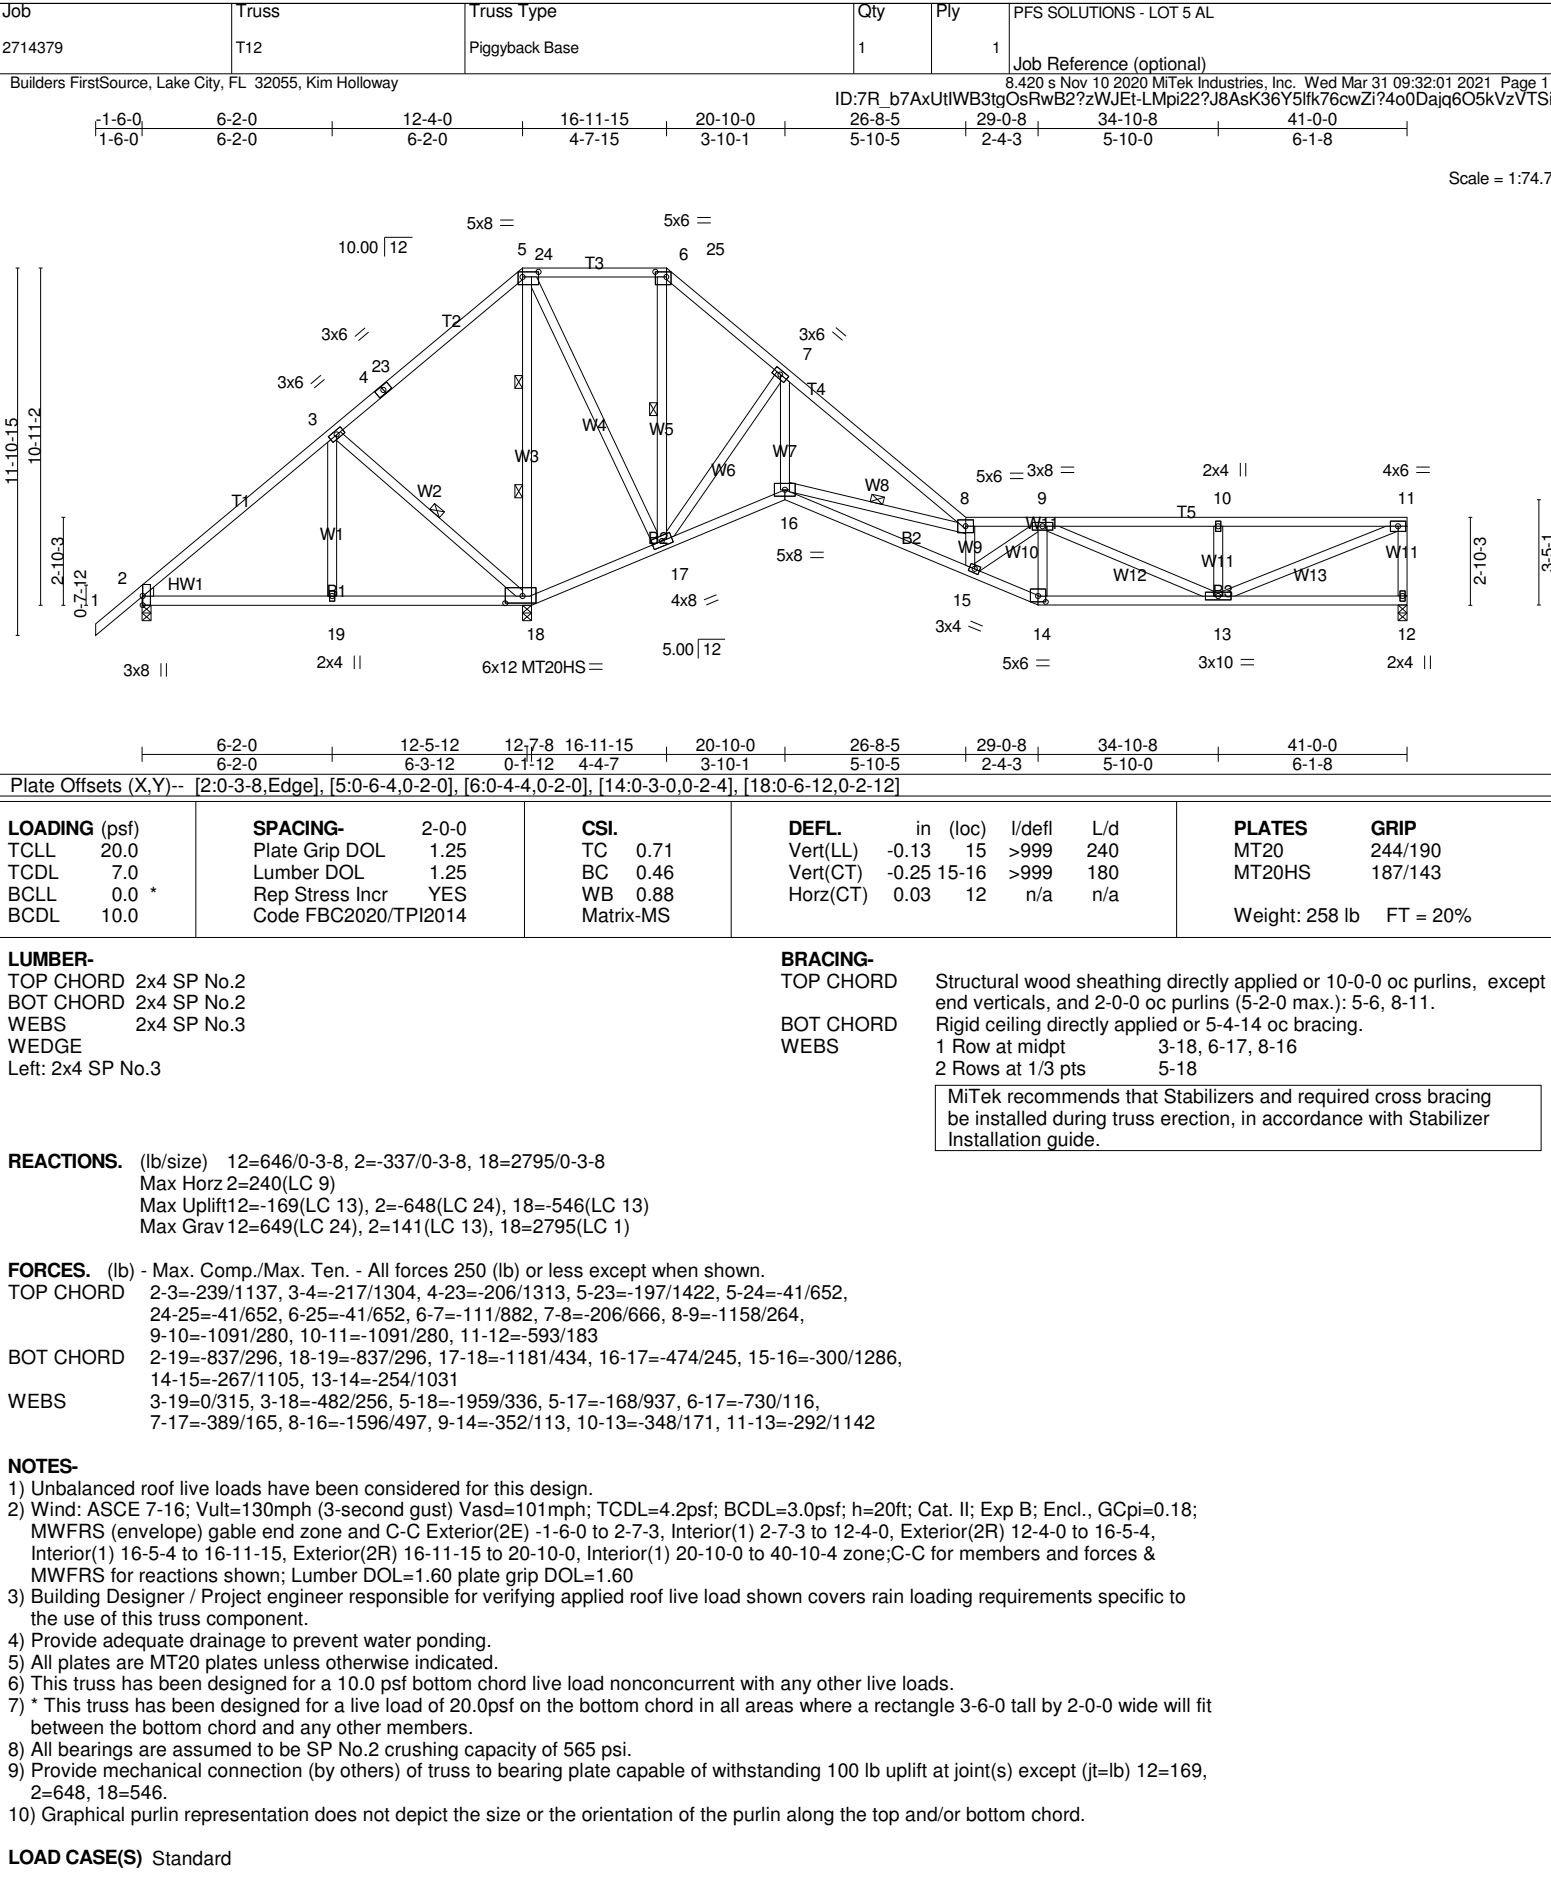 Job Truss Truss Type Qty Ply PFS SOLUTIONS - LOT 5 AL
2714379 T12 Piggyback Base 1 1
Job Reference (optional)
Builders FirstSource, Lake City, FL 32055, Kim Holloway 8.420 s Nov 10 2020 MiTek Industries, Inc. Wed Mar 31 09:32:01 2021 Page 1
ID:7R_b7AxUtIWB3tgOsRwB2?zWJEt-LMpi22?J8AsK36Y5lfk76cwZi?4o0Dajq6O5kVzVTSi
-1-6-0 6-2-0 12-4-0 16-11-15 20-10-0 26-8-5 29-0-8 34-10-8 41-0-0
1-6-0 6-2-0 6-2-0 4-7-15 3-10-1 5-10-5 2-4-3 5-10-0 6-1-8
Scale = 1:74.7
5x8 = 5x6 =
10.00 12 5 24 T3 6 25
T2 3x6 3x6
23 7
3x6 4 T4
3
11-10-15 10-11-2
W4 W5 W3 W7 W6
W2 W8 5x6 = 3x8 = 2x4 || 4x6 =
T1 8 9 10 11
T5
W1 16 B2 W9 W11 W10 W11 W11
5x8 =
2-10-3 0-7-12 2 HW1 B1 B2 17 W12 B3 W13 2-10-3 3-5-1
1 4x8 15
3x4
19 18 14 13 12
3x8 || 2x4 || 6x12 MT20HS = 5.00 12 5x6 = 3x10 = 2x4 ||
6-2-0 12-5-12 12-7-8 16-11-15 20-10-0 26-8-5 29-0-8 34-10-8 41-0-0
6-2-0 6-3-12 0-1-12 4-4-7 3-10-1 5-10-5 2-4-3 5-10-0 6-1-8
Plate Offsets (X,Y)-- [2:0-3-8,Edge], [5:0-6-4,0-2-0], [6:0-4-4,0-2-0], [14:0-3-0,0-2-4], [18:0-6-12,0-2-12]
LOADING (psf) SPACING- 2-0-0 CSI. DEFL. in (loc) l/defl L/d PLATES GRIP
TCLL 20.0 Plate Grip DOL 1.25 TC 0.71 Vert(LL) -0.13 15 >999 240 MT20 244/190
TCDL 7.0 Lumber DOL 1.25 BC 0.46 Vert(CT) -0.25 15-16 >999 180 MT20HS 187/143
BCLL 0.0 * Rep Stress Incr YES WB 0.88 Horz(CT) 0.03 12 n/a n/a
BCDL 10.0 Code FBC2020/TPI2014 Matrix-MS Weight: 258 lb FT = 20%
LUMBER-
TOP CHORD 2x4 SP No.2
BOT CHORD 2x4 SP No.2
WEBS 2x4 SP No.3
WEDGE
Left: 2x4 SP No.3
BRACING-
TOP CHORD Structural wood sheathing directly applied or 10-0-0 oc purlins, except
end verticals, and 2-0-0 oc purlins (5-2-0 max.): 5-6, 8-11.
BOT CHORD Rigid ceiling directly applied or 5-4-14 oc bracing.
WEBS 1 Row at midpt 3-18, 6-17, 8-16
2 Rows at 1/3 pts 5-18
MiTek recommends that Stabilizers and required cross bracing
be installed during truss erection, in accordance with Stabilizer
Installation guide.
REACTIONS. (lb/size) 12=646/0-3-8, 2=-337/0-3-8, 18=2795/0-3-8
Max Horz 2=240(LC 9)
Max Uplift12=-169(LC 13), 2=-648(LC 24), 18=-546(LC 13)
Max Grav 12=649(LC 24), 2=141(LC 13), 18=2795(LC 1)
FORCES. (lb) - Max. Comp./Max. Ten. - All forces 250 (lb) or less except when shown.
TOP CHORD 2-3=-239/1137, 3-4=-217/1304, 4-23=-206/1313, 5-23=-197/1422, 5-24=-41/652,
24-25=-41/652, 6-25=-41/652, 6-7=-111/882, 7-8=-206/666, 8-9=-1158/264,
9-10=-1091/280, 10-11=-1091/280, 11-12=-593/183
BOT CHORD 2-19=-837/296, 18-19=-837/296, 17-18=-1181/434, 16-17=-474/245, 15-16=-300/1286,
14-15=-267/1105, 13-14=-254/1031
WEBS 3-19=0/315, 3-18=-482/256, 5-18=-1959/336, 5-17=-168/937, 6-17=-730/116,
7-17=-389/165, 8-16=-1596/497, 9-14=-352/113, 10-13=-348/171, 11-13=-292/1142
NOTES-
1) Unbalanced roof live loads have been considered for this design.
2) Wind: ASCE 7-16; Vult=130mph (3-second gust) Vasd=101mph; TCDL=4.2psf; BCDL=3.0psf; h=20ft; Cat. II; Exp B; Encl., GCpi=0.18;
MWFRS (envelope) gable end zone and C-C Exterior(2E) -1-6-0 to 2-7-3, Interior(1) 2-7-3 to 12-4-0, Exterior(2R) 12-4-0 to 16-5-4,
Interior(1) 16-5-4 to 16-11-15, Exterior(2R) 16-11-15 to 20-10-0, Interior(1) 20-10-0 to 40-10-4 zone;C-C for members and forces &
MWFRS for reactions shown; Lumber DOL=1.60 plate grip DOL=1.60
3) Building Designer / Project engineer responsible for verifying applied roof live load shown covers rain loading requirements specific to
the use of this truss component.
4) Provide adequate drainage to prevent water ponding.
5) All plates are MT20 plates unless otherwise indicated.
6) This truss has been designed for a 10.0 psf bottom chord live load nonconcurrent with any other live loads.
7) * This truss has been designed for a live load of 20.0psf on the bottom chord in all areas where a rectangle 3-6-0 tall by 2-0-0 wide will fit
between the bottom chord and any other members.
8) All bearings are assumed to be SP No.2 crushing capacity of 565 psi.
9) Provide mechanical connection (by others) of truss to bearing plate capable of withstanding 100 lb uplift at joint(s) except (jt=lb) 12=169,
2=648, 18=546.
10) Graphical purlin representation does not depict the size or the orientation of the purlin along the top and/or bottom chord.
LOAD CASE(S) Standard